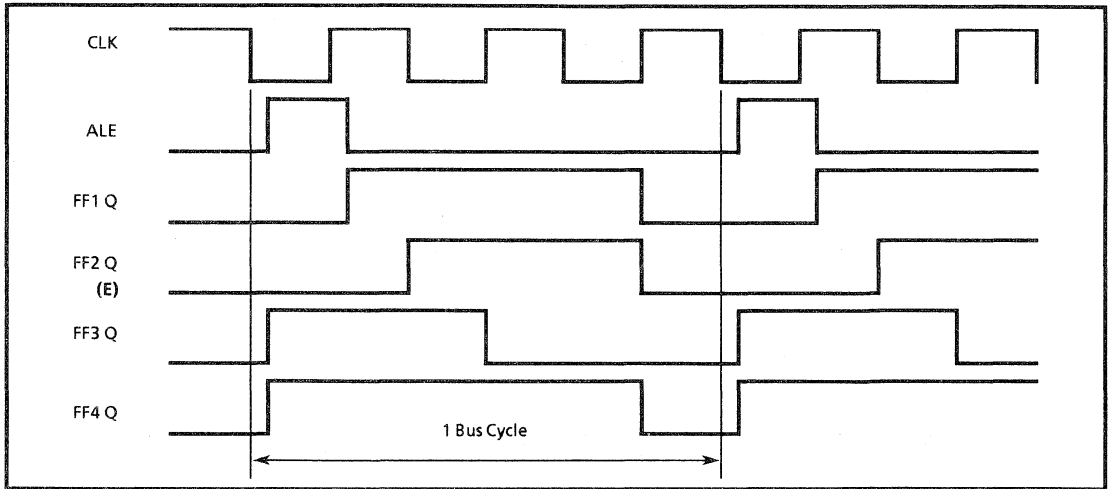 CLK
ALE
FF1 Q
FF2 Q
(E)
FF3 Q
FF4 Q
1 Bus Cycle